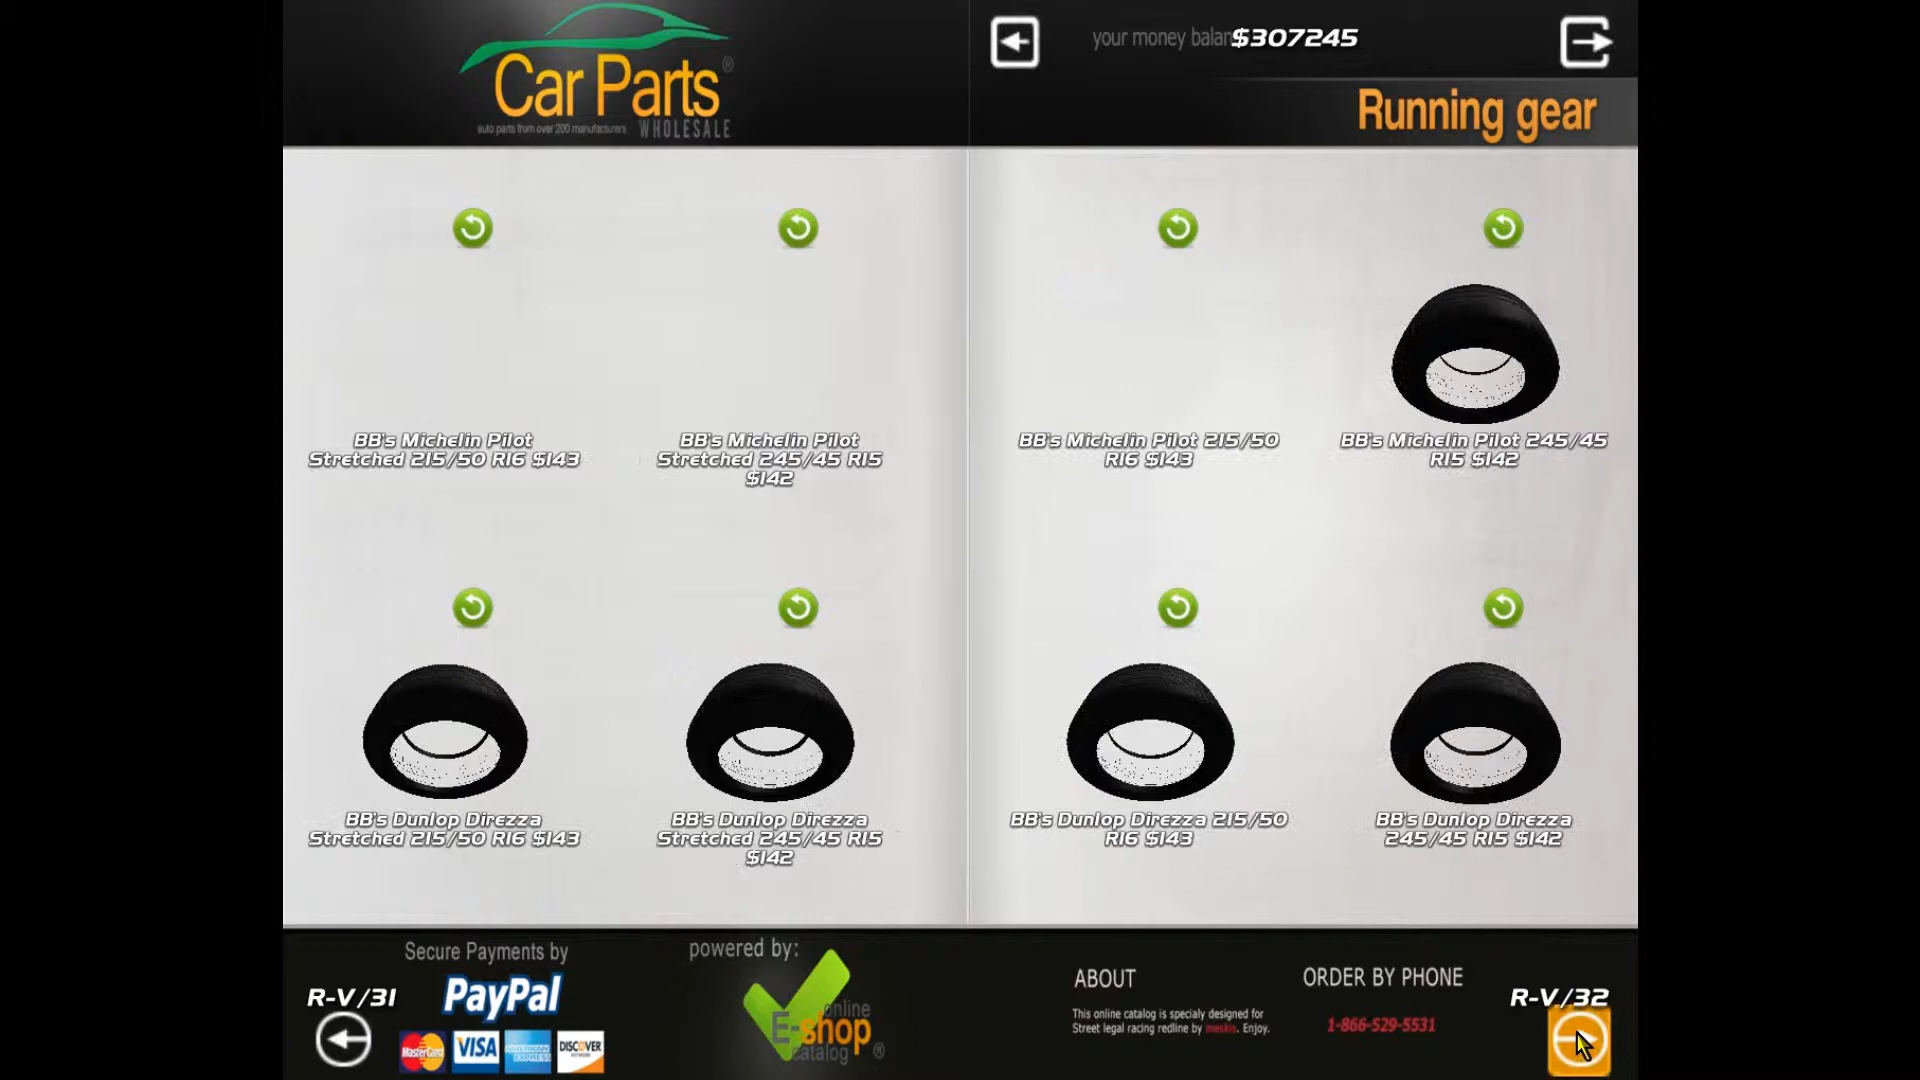 Car Parts
auto parts from over 200 manufacturers WHOLESALE
your money balan $307245
Running gear
BB's Michelin Pilot
Stretched 215/50 R16 $143
BB's Michelin Pilot
Stretched 245/45 R15
$142
BB's Michelin Pilot 215/50
R16 $143
BB's Michelin Pilot 245/45
R15 $142
BB's Dunlop Direzza
Stretched 215/50 R16 $143
BB's Dunlop Direzza
Stretched 245/45 R15
$142
BB's Dunlop Direzza 215/50
R16 $143
BB's Dunlop Direzza
245/45 R15 $142
R-V/31
Secure Payments by
PayPal
MasterCard VISA AMERICAN EXPRESS DISCOVER
powered by:
online
E-shop
catalog ®
ABOUT
This online catalog is specialy designed for
Street legal racing redline by meskis. Enjoy.
ORDER BY PHONE
1-866-529-5531
R-V/32